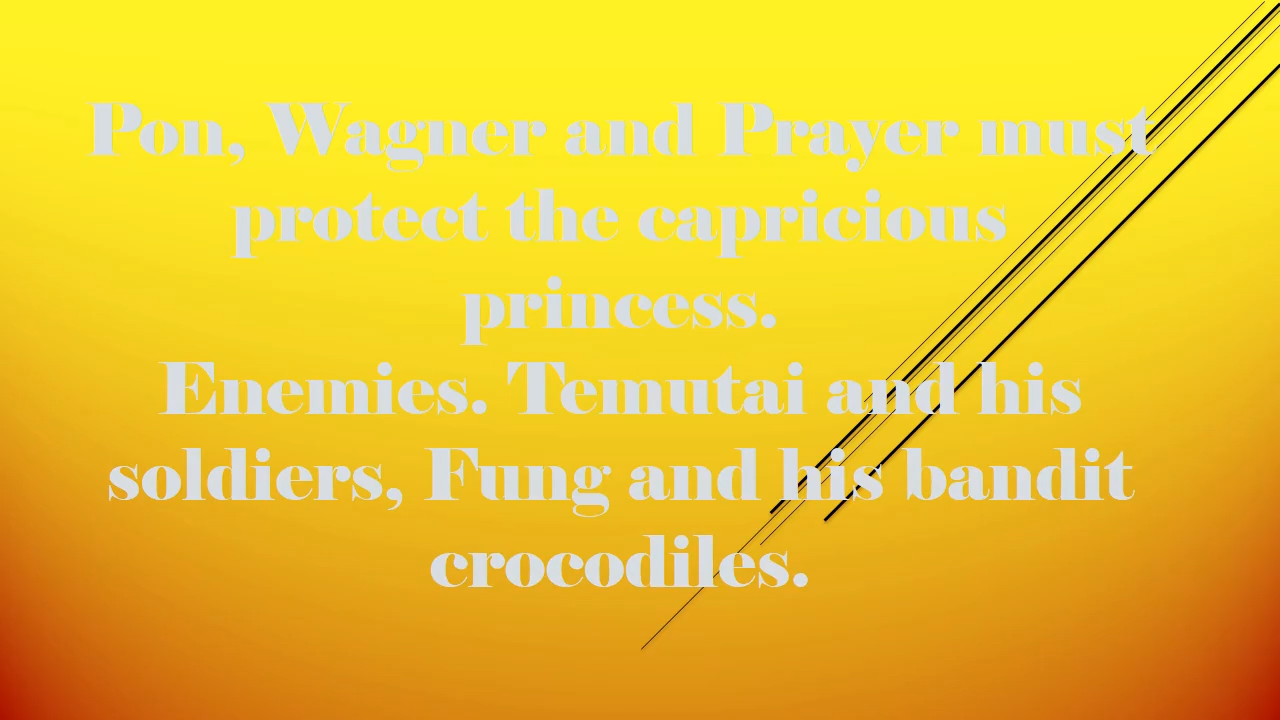 Pon, Wagner and Prayer must
protect the capricious
princess.
Enemies. Temutai and his
soldiers, Fung and his bandit
crocodiles.